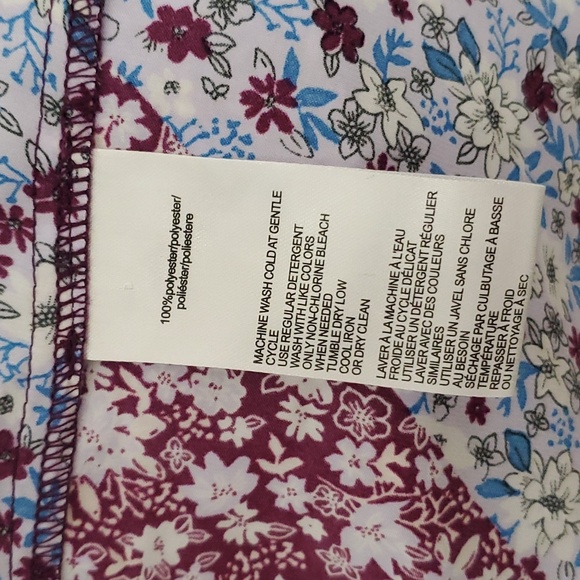 100%polyester/polyester/
poliéster/poliestere
MACHINE WASH COLD AT GENTLE
CYCLE
USE REGULAR DETERGENT
WASH WITH LIKE COLORS
ONLY NON-CHLORINE BLEACH
WHEN NEEDED
TUMBLE DRY LOW
COOL IRON
OR DRY CLEAN
LAVER À LA MACHINE À L'EAU
FROIDE AU CYCLE DÉLICAT
UTILISER UN DÉTERGENT RÉGULIER
LAVER AVEC DES COULEURS
SIMILAIRES
UTILISER UN JAVEL SANS CHLORE
AU BESOIN
SÉCHAGE PAR CULBUTAGE À BASSE
TEMPÉRATURE
REPASSER À FROID
OU NETTOYAGE À SEC